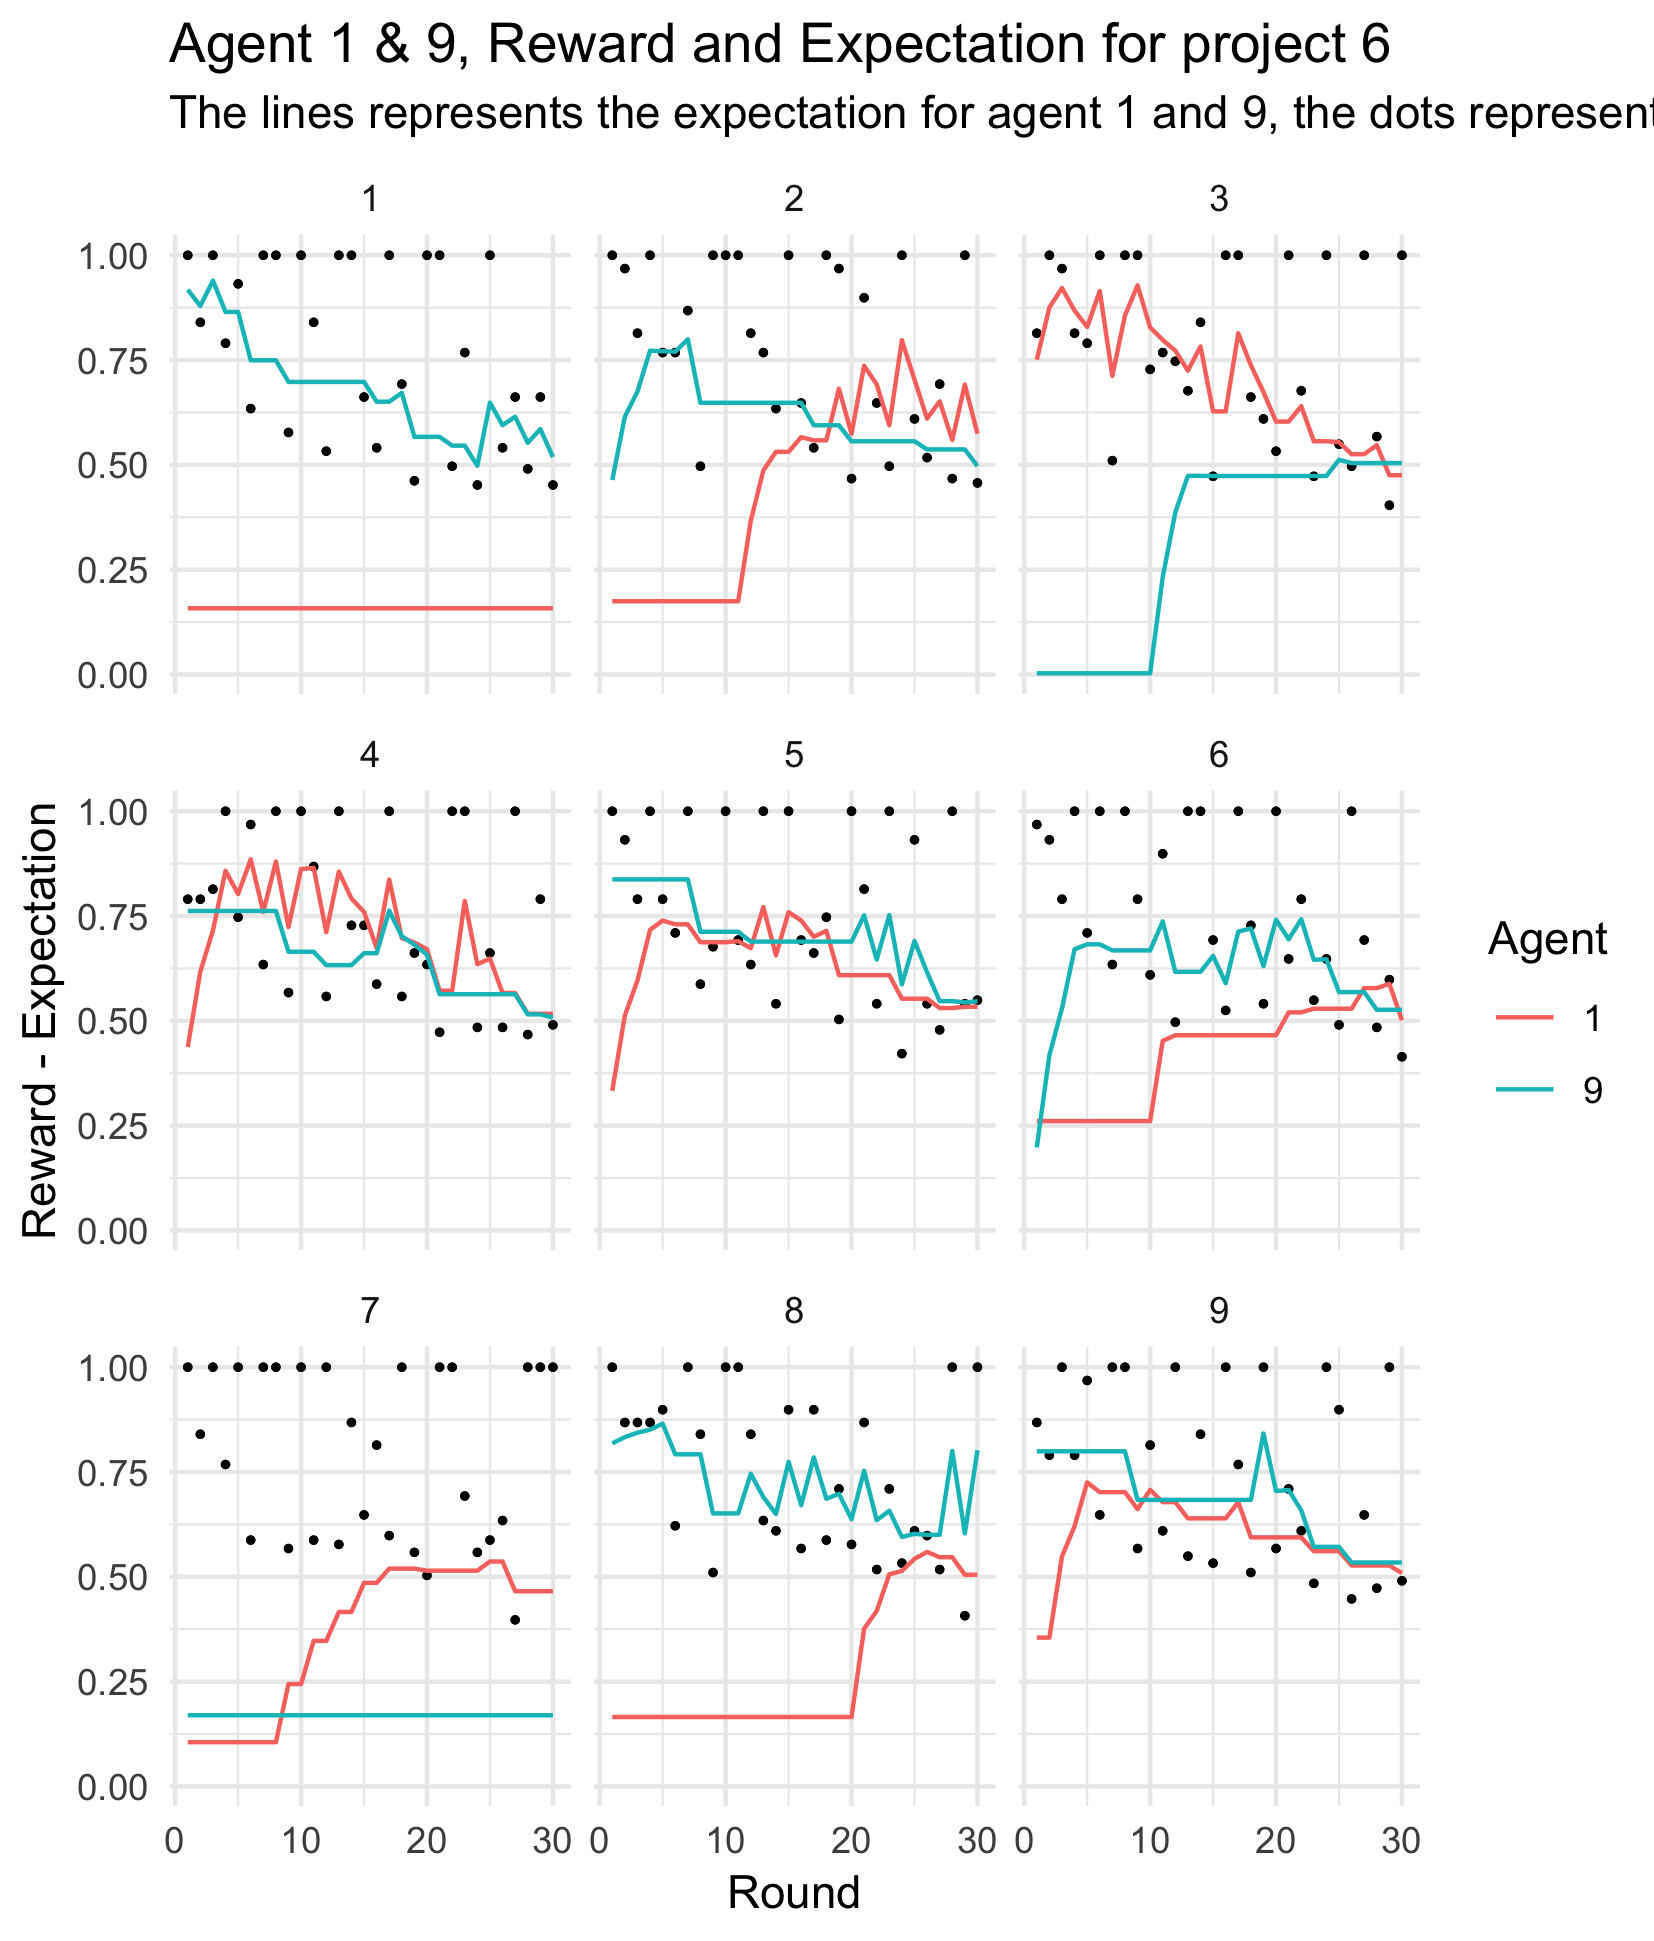 Agent 1 & 9, Reward and Expectation for project 6
The lines represents the expectation for agent 1 and 9, the dots represent
1 2 3
1.00
0.75
0.50
0.25
0.00
4 5 6
1.00
0.75
0.50
0.25
0.00
7 8 9
1.00
0.75
0.50
0.25
0.00
0 10 20 30 0 10 20 30 0 10 20 30
Round
Reward - Expectation
Agent
1
9